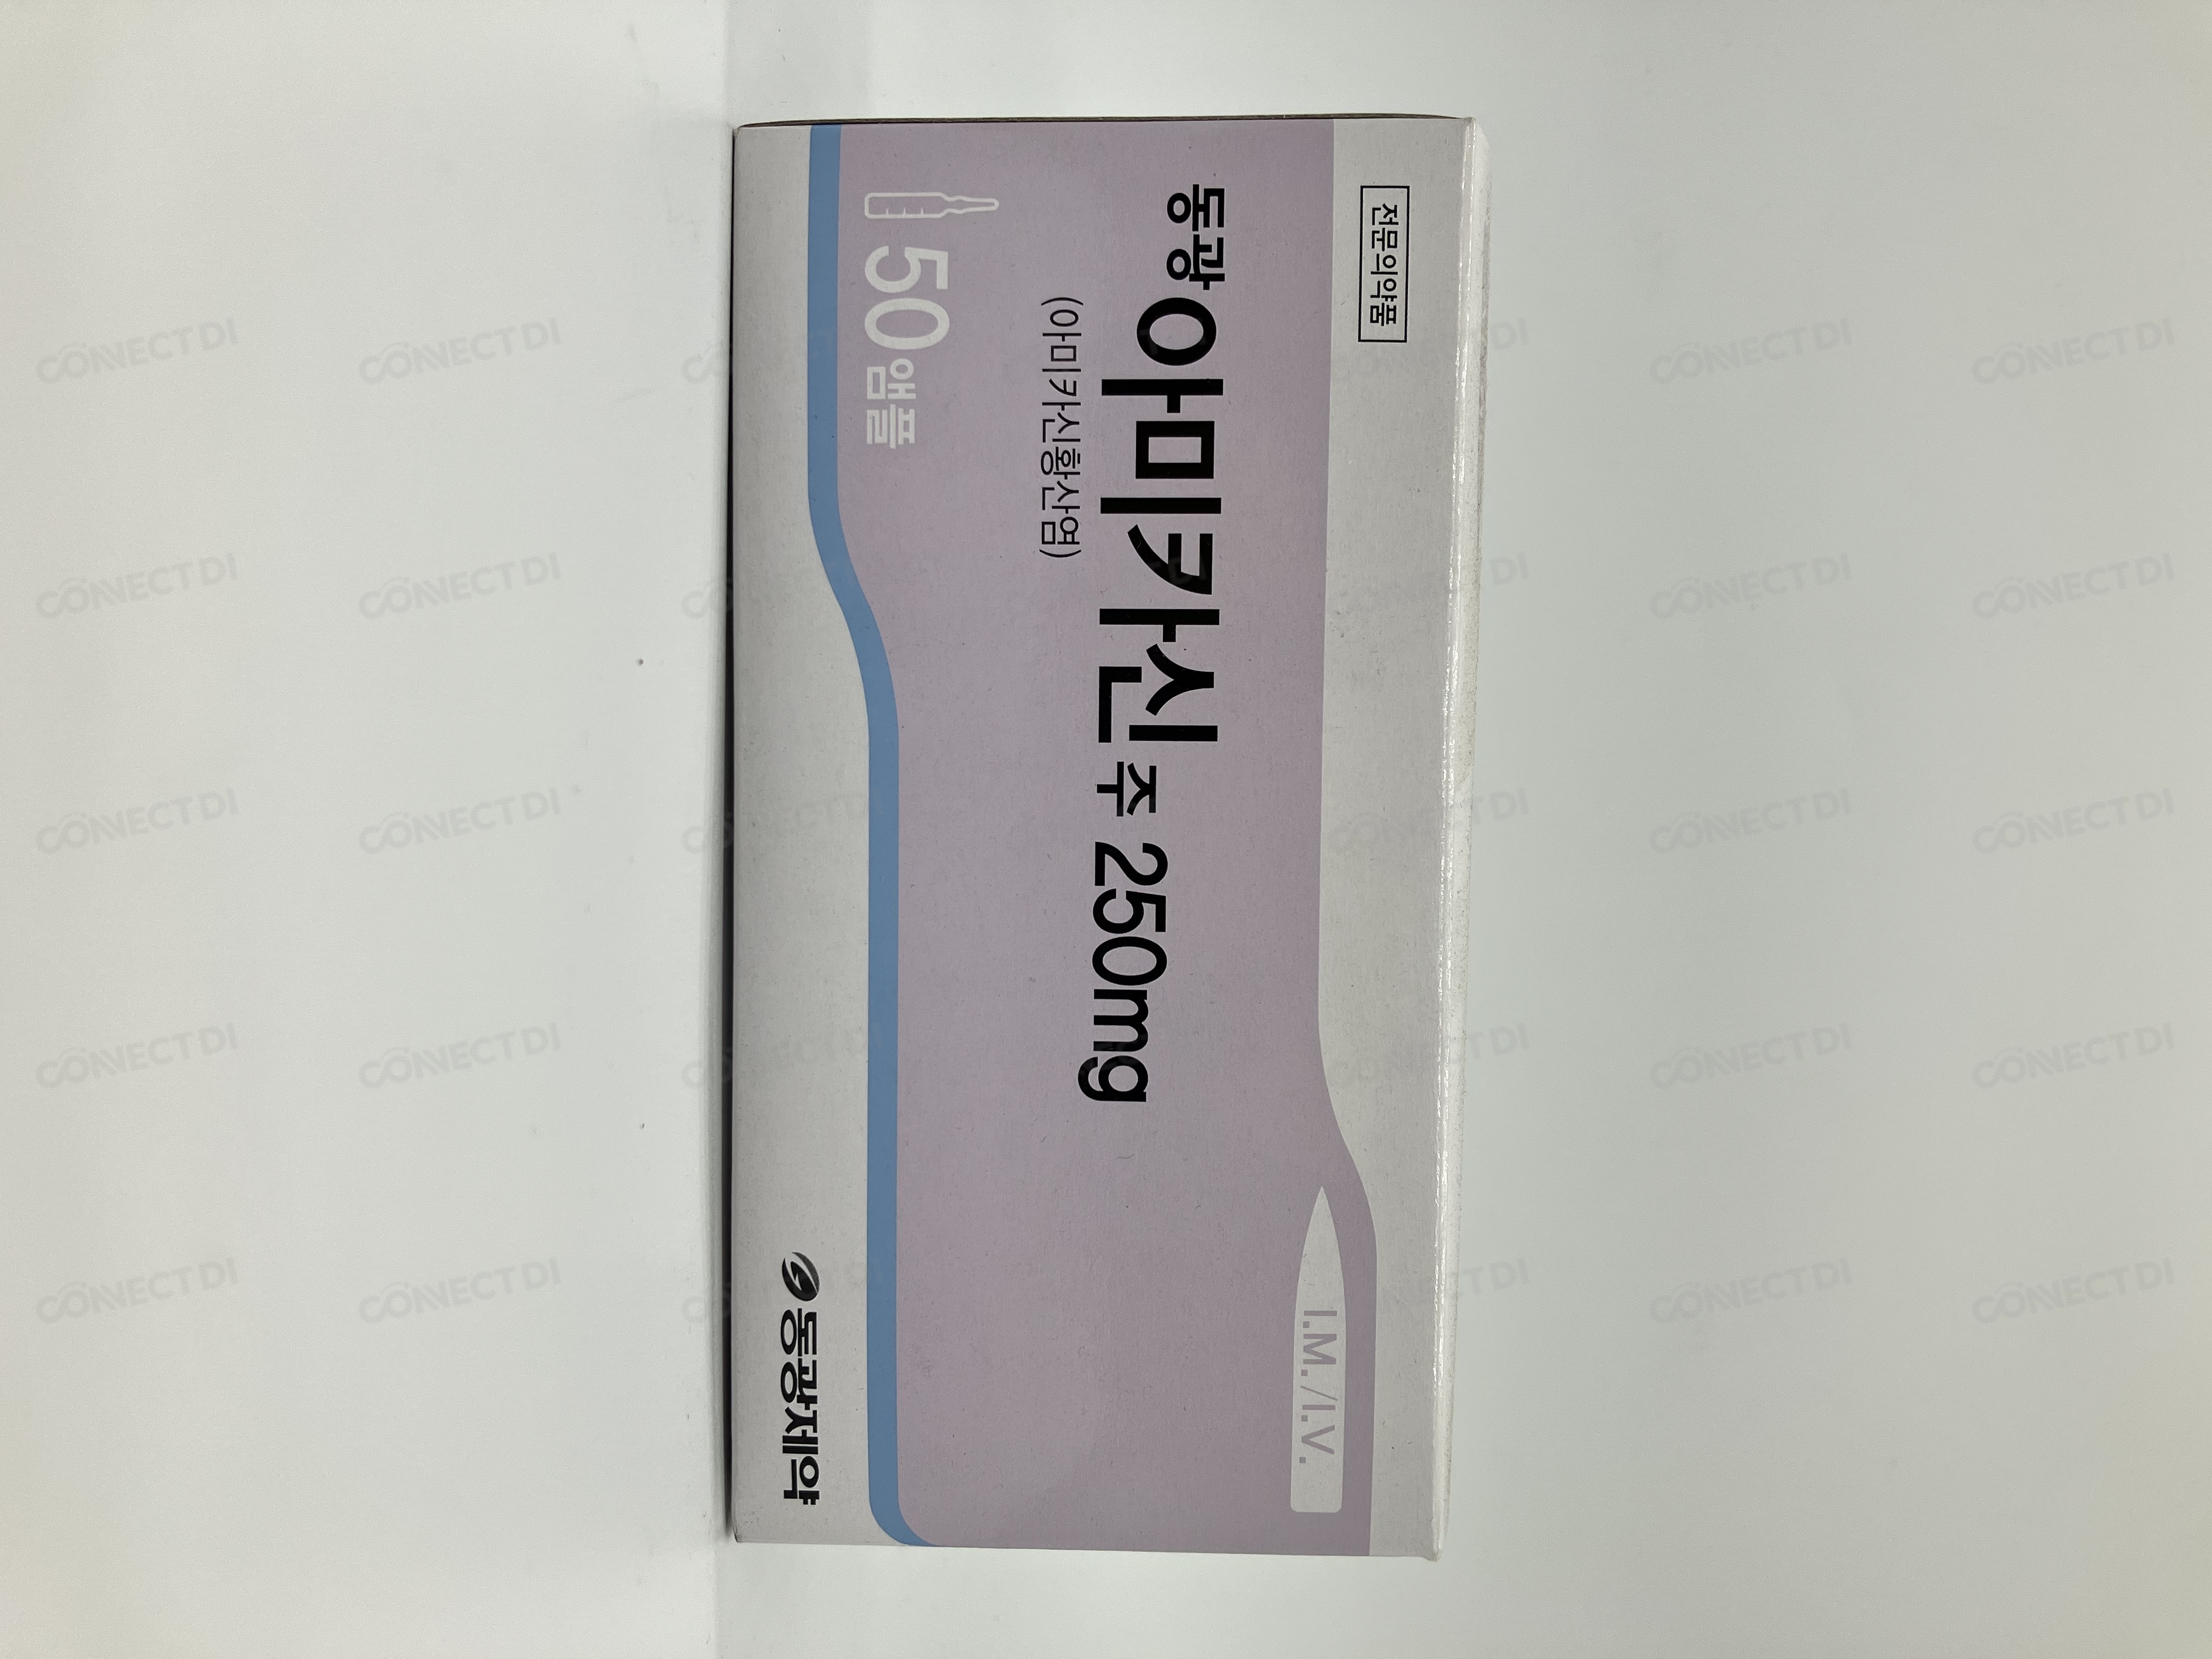 전문의약품
동광 아미카신 주 250mg
(아미카신황산염)
I.M./I.V.
50앰플
동광제약
CONNECT DI